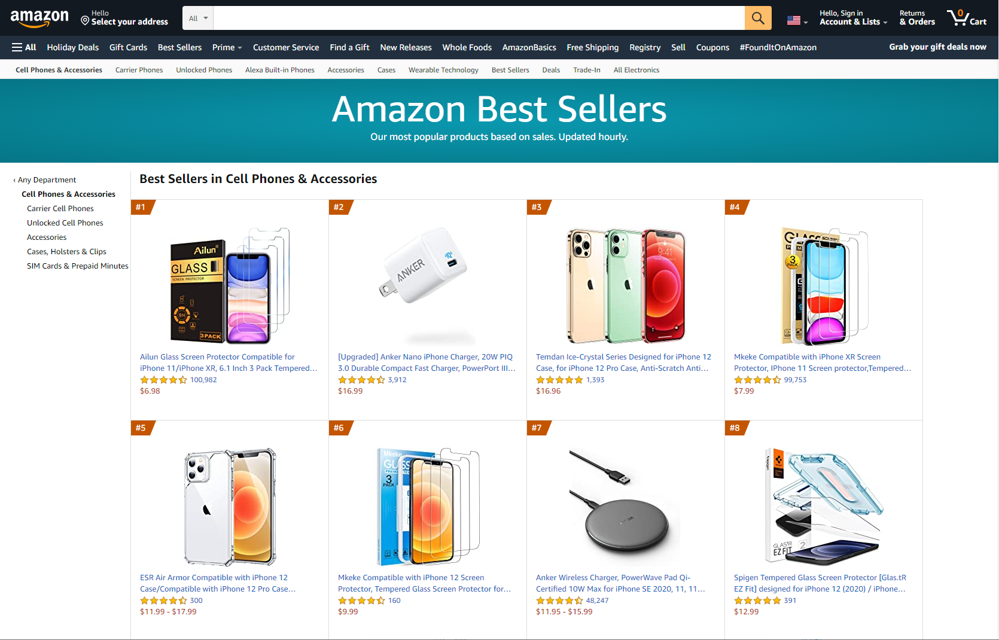 amazon
Hello
Select your address
All
Hello, Sign in
Account & Lists
Returns
& Orders
0
Cart
All
Holiday Deals
Gift Cards
Best Sellers
Prime
Customer Service
Find a Gift
New Releases
Whole Foods
AmazonBasics
Free Shipping
Registry
Sell
Coupons
#FoundItOnAmazon
Grab your gift deals now
Cell Phones & Accessories
Carrier Phones
Unlocked Phones
Alexa Built-in Phones
Accessories
Cases
Wearable Technology
Best Sellers
Deals
Trade-In
All Electronics
Amazon Best Sellers
Our most popular products based on sales. Updated hourly.
‹ Any Department
Cell Phones & Accessories
Carrier Cell Phones
Unlocked Cell Phones
Accessories
Cases, Holsters & Clips
SIM Cards & Prepaid Minutes
Best Sellers in Cell Phones & Accessories
#1
Ailun®
GLASS
SCREEN PROTECTOR
9H
3PACK
Ailun Glass Screen Protector Compatible for
iPhone 11/iPhone XR, 6.1 Inch 3 Pack Tempered...
100,982
$6.98
#2
IQ
ANKER
[Upgraded] Anker Nano iPhone Charger, 20W PIQ
3.0 Durable Compact Fast Charger, PowerPort III...
3,912
$16.99
#3
9:41
Temdan Ice-Crystal Series Designed for iPhone 12
Case, for iPhone 12 Pro Case, Anti-Scratch Anti...
1,393
$16.96
#4
3
PACK
Mkeke Compatible with iPhone XR Screen
Protector, IPhone 11 Screen protector,Tempered...
99,753
$7.99
#5
ESR Air Armor Compatible with iPhone 12
Case/Compatible with iPhone 12 Pro Case...
300
$11.99 - $17.99
#6
Mkeke
3
PACK
Mkeke Compatible with iPhone 12 Screen
Protector, Tempered Glass Screen Protector for...
160
$9.99
#7
Anker Wireless Charger, PowerWave Pad Qi-
Certified 10W Max for iPhone SE 2020, 11, 11...
48,247
$11.95 - $15.99
#8
spigen
GLAS.tR
EZ FIT
2
Spigen Tempered Glass Screen Protector [Glas.tR
EZ Fit] designed for iPhone 12 (2020) / iPhone...
391
$12.99